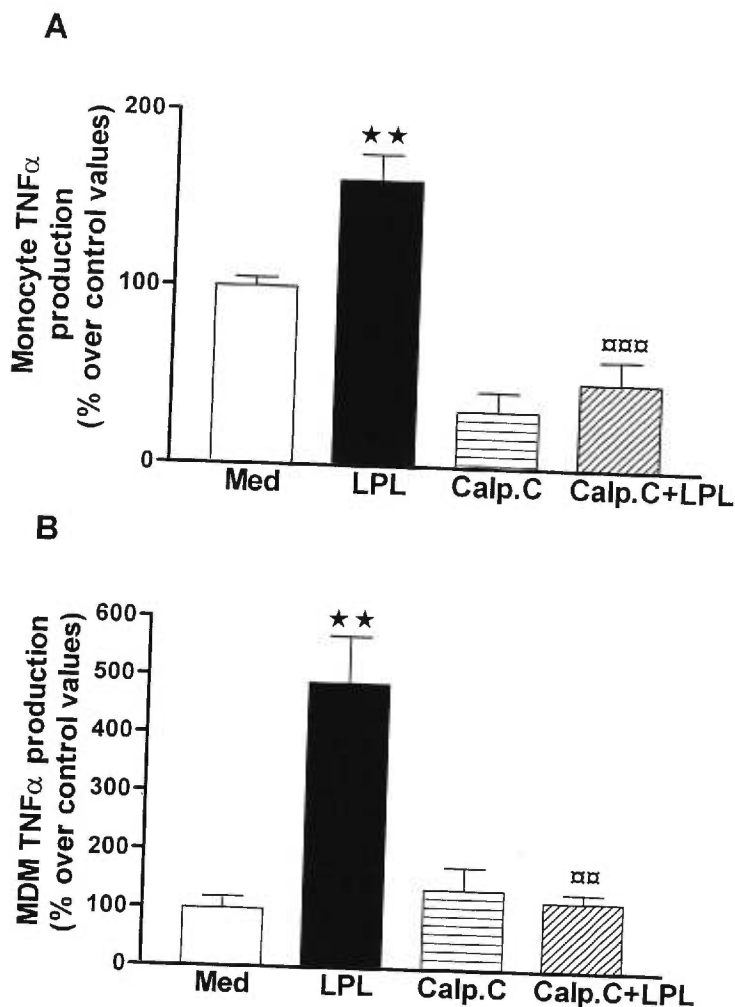 A
Monocyte TNFα
production
(% over control values)
200
100
0
★★
¤¤¤
Med LPL Calp.C Calp.C+LPL
B
MDM TNFα production
(% over control values)
600
500
400
300
200
100
0
★★
¤¤
Med LPL Calp.C Calp.C+LPL